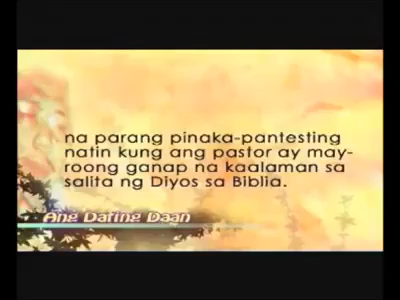 na parang pinaka-pantesting
natin kung ang pastor ay may-
roong ganap na kaalaman sa
salita ng Diyos sa Biblia.
Ang Dating Daan